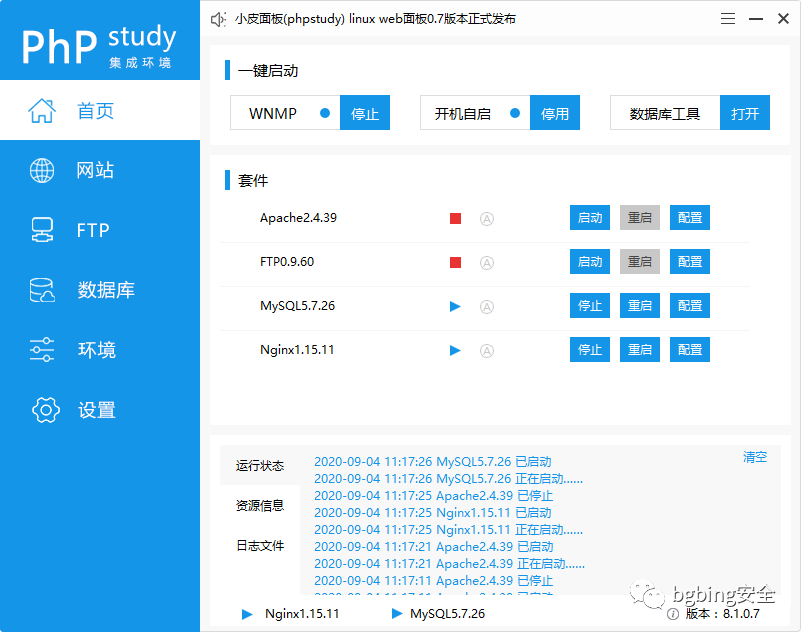 PhP study
集成环境
小皮面板(phpstudy) linux web面板0.7版本正式发布
首页
网站
FTP
数据库
环境
设置
一键启动
WNMP 停止 开机自启 停用 数据库工具 打开
套件
Apache2.4.39 A 启动 重启 配置
FTP0.9.60 A 启动 重启 配置
MySQL5.7.26 A 停止 重启 配置
Nginx1.15.11 A 停止 重启 配置
运行状态
资源信息
日志文件
清空
2020-09-04 11:17:26 MySQL5.7.26 已启动
2020-09-04 11:17:26 MySQL5.7.26 正在启动......
2020-09-04 11:17:25 Apache2.4.39 已停止
2020-09-04 11:17:25 Nginx1.15.11 已启动
2020-09-04 11:17:25 Nginx1.15.11 正在启动......
2020-09-04 11:17:21 Apache2.4.39 已启动
2020-09-04 11:17:21 Apache2.4.39 正在启动......
2020-09-04 11:17:11 Apache2.4.39 已停止
bgbing安全
Nginx1.15.11 MySQL5.7.26 版本：8.1.0.7